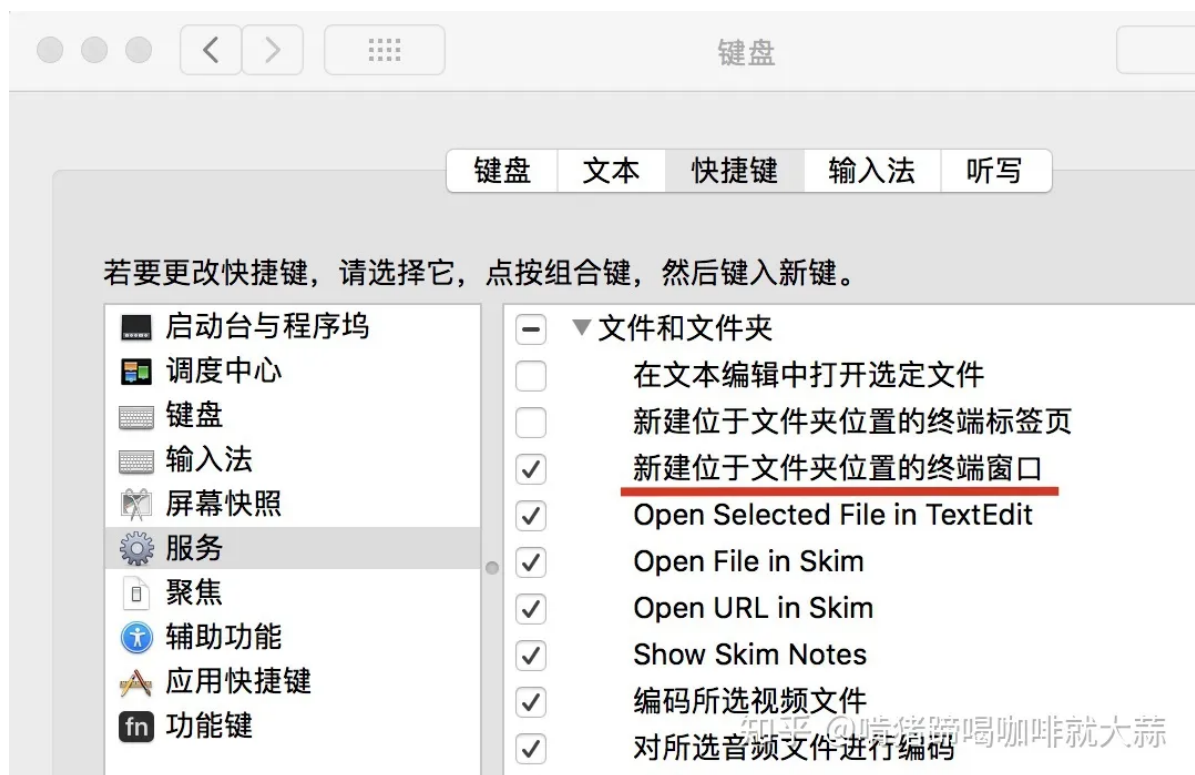 键盘
键盘 文本 快捷键 输入法 听写
若要更改快捷键，请选择它，点按组合键，然后键入新键。
启动台与程序坞
调度中心
键盘
输入法
屏幕快照
服务
聚焦
辅助功能
应用快捷键
fn 功能键
文件和文件夹
在文本编辑中打开选定文件
新建位于文件夹位置的终端标签页
新建位于文件夹位置的终端窗口
Open Selected File in TextEdit
Open File in Skim
Open URL in Skim
Show Skim Notes
编码所选视频文件
对所选音频文件进行编码
知乎 @啃猪蹄喝咖啡就大蒜